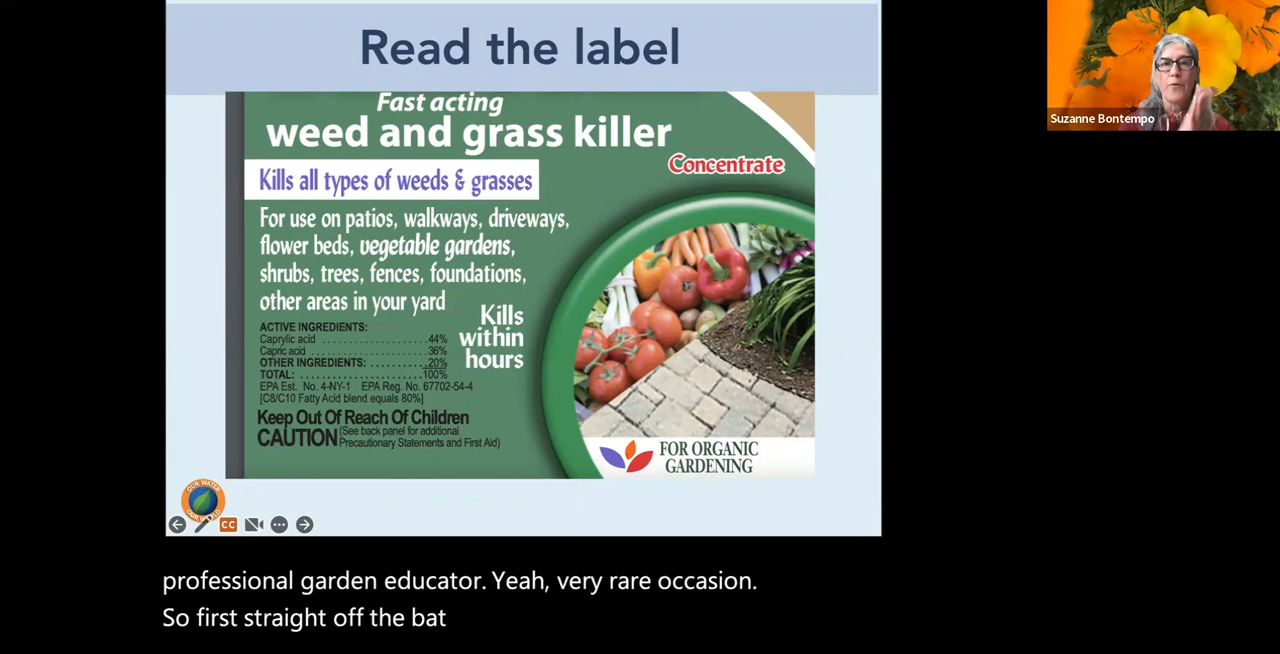 Read the label
Fast acting
weed and grass killer
Concentrate
Kills all types of weeds & grasses
For use on patios, walkways, driveways,
flower beds, vegetable gardens,
shrubs, trees, fences, foundations,
other areas in your yard
Kills
within
hours
ACTIVE INGREDIENTS:
Caprylic acid ....................... 44%
Capric acid ........................ 36%
OTHER INGREDIENTS: ........... 20%
TOTAL: ........................... 100%
EPA Est. No. 4-NY-1 EPA Reg. No. 67702-54-4
[C8/C10 Fatty Acid blend equals 80%]
Keep Out Of Reach Of Children
CAUTION (See back panel for additional
Precautionary Statements and First Aid)
FOR ORGANIC
GARDENING
OUR WATER
OUR WORLD
CC
Suzanne Bontempo
professional garden educator. Yeah, very rare occasion.
So first straight off the bat